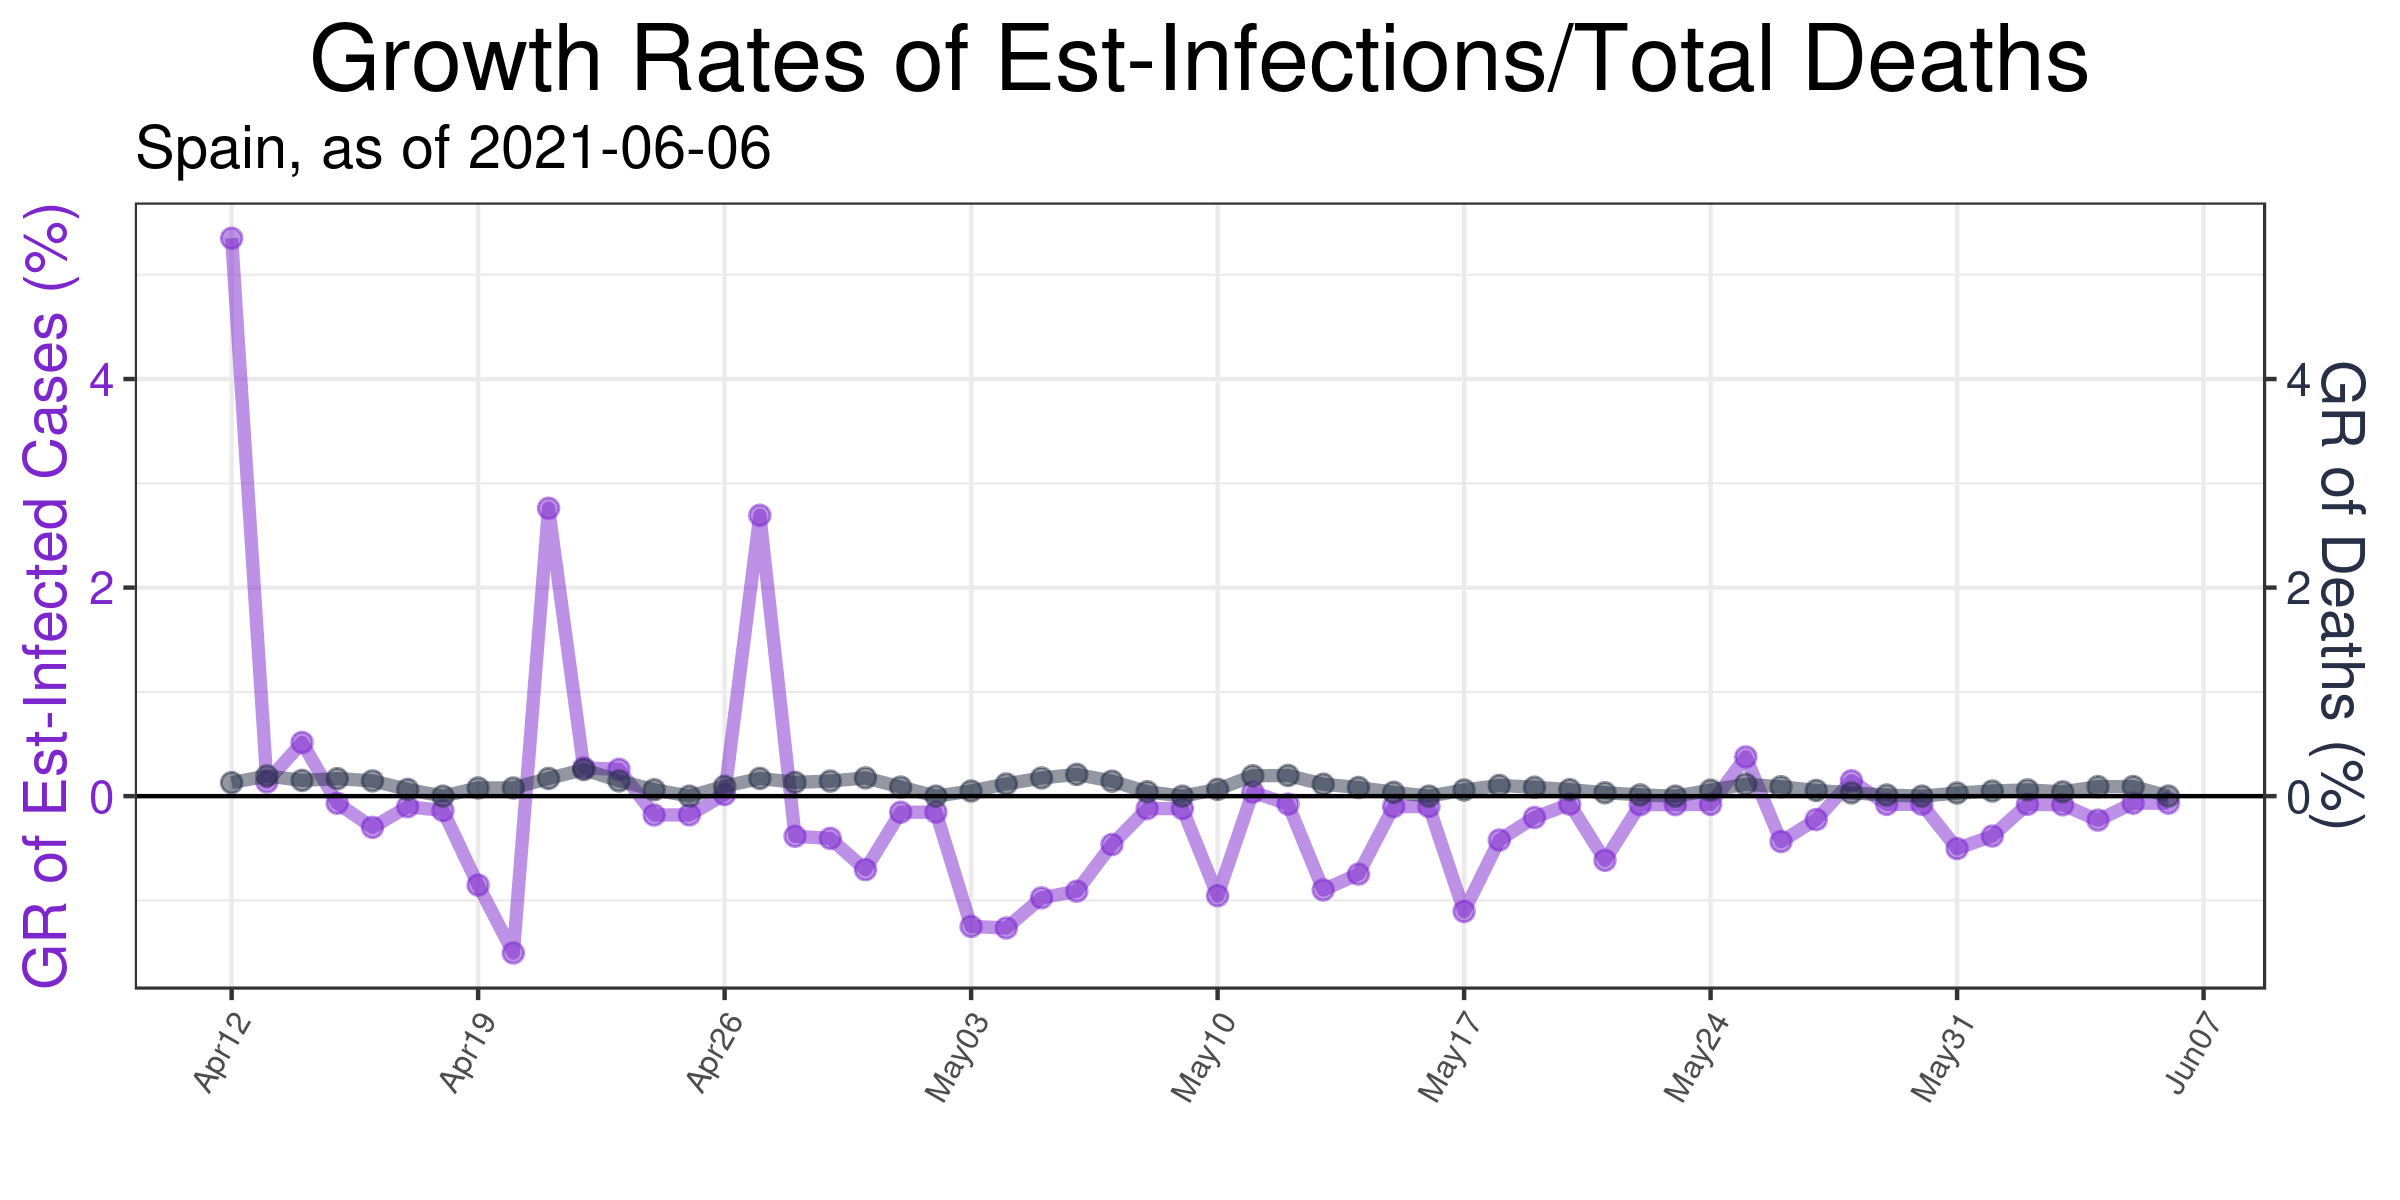 Growth Rates of Est-Infections/Total Deaths
Spain, as of 2021-06-06
GR of Est-Infected Cases (%)
4
2
0
4
2
0
GR of Deaths (%)
Apr12
Apr19
Apr26
May03
May10
May17
May24
May31
Jun07